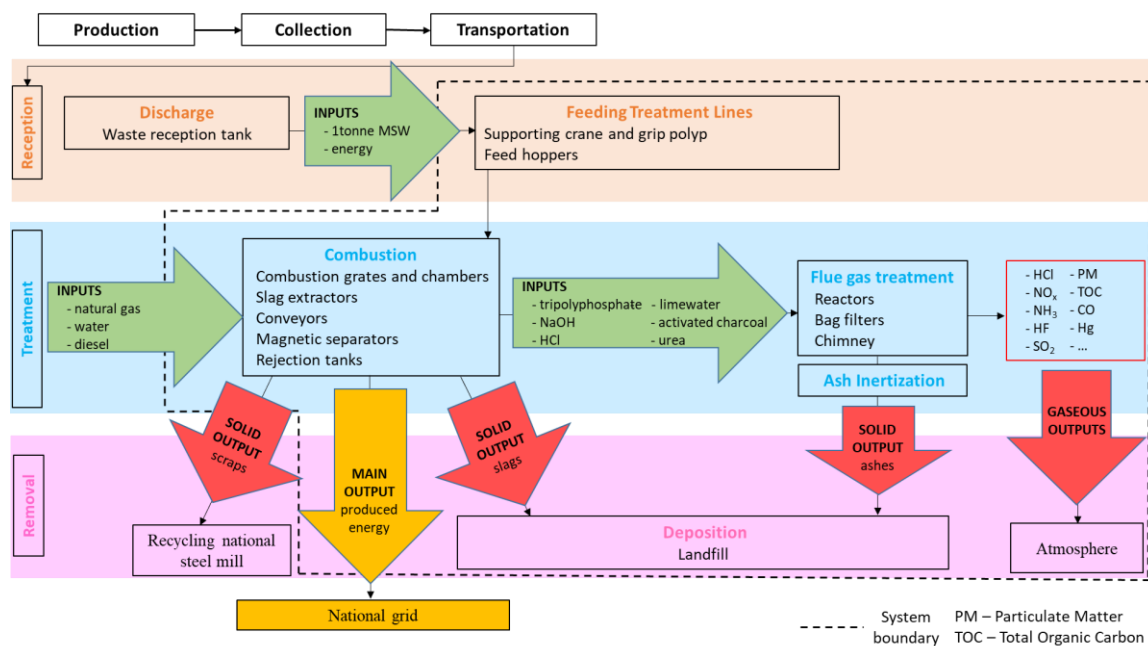 Production
Collection
Transportation
Reception
Discharge
Waste reception tank
INPUTS
- 1tonne MSW
- energy
Feeding Treatment Lines
Supporting crane and grip polyp
Feed hoppers
Treatment
INPUTS
- natural gas
- water
- diesel
Combustion
Combustion grates and chambers
Slag extractors
Conveyors
Magnetic separators
Rejection tanks
INPUTS
- tripolyphosphate - limewater
- NaOH - activated charcoal
- HCl - urea
Flue gas treatment
Reactors
Bag filters
Chimney
Ash Inertization
- HCl - PM
- NOₓ - TOC
- NH₃ - CO
- HF - Hg
- SO₂ - ...
Removal
SOLID
OUTPUT
scraps
MAIN
OUTPUT
produced
energy
SOLID
OUTPUT
slags
SOLID
OUTPUT
ashes
GASEOUS
OUTPUTS
Recycling national
steel mill
Deposition
Landfill
Atmosphere
National grid
System
boundary
PM – Particulate Matter
TOC – Total Organic Carbon